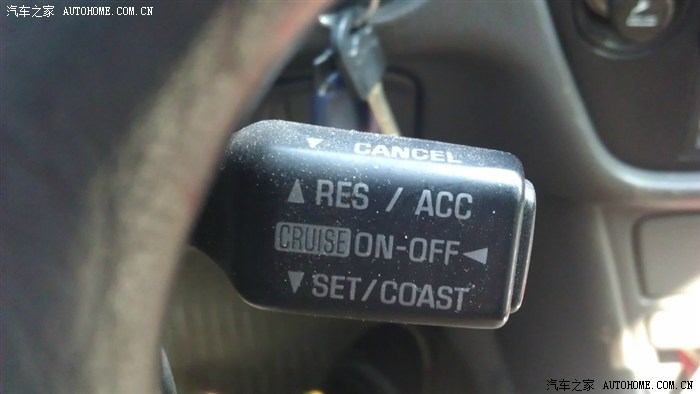 汽车之家 AUTOHOME.COM.CN
CANCEL
RES / ACC
CRUISE ON-OFF
SET/COAST
汽车之家 AUTOHOME.COM.CN